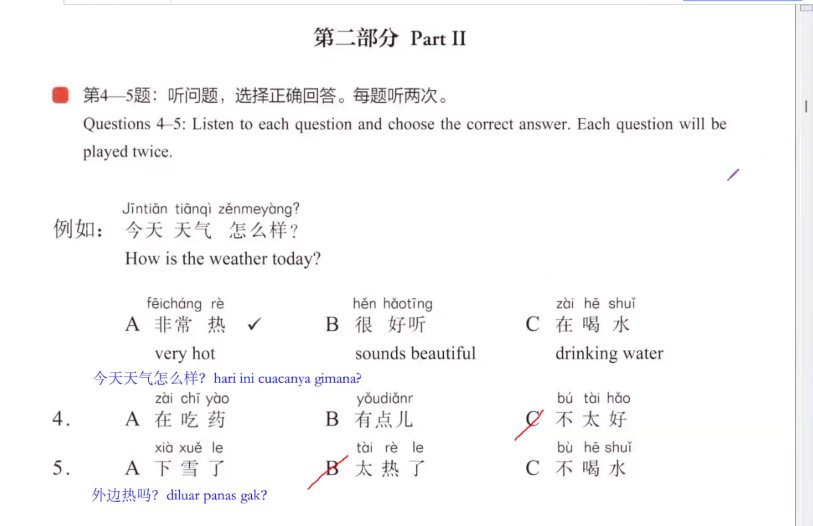 第二部分 Part II
第4—5题：听问题，选择正确回答。每题听两次。
Questions 4–5: Listen to each question and choose the correct answer. Each question will be
played twice.
Jīntiān tiānqì zěnmeyàng?
例如： 今天 天气 怎么样？
How is the weather today?
fēicháng rè hěn hǎotīng zài hē shuǐ
A 非常 热 ✓ B 很 好听 C 在 喝 水
very hot sounds beautiful drinking water
今天天气怎么样？hari ini cuacanya gimana?
zài chī yào yǒudiǎnr bú tài hǎo
4. A 在 吃 药 B 有点儿 C 不 太 好
xià xuě le tài rè le bù hē shuǐ
5. A 下 雪 了 B 太 热 了 C 不 喝 水
外边热吗？diluar panas gak?